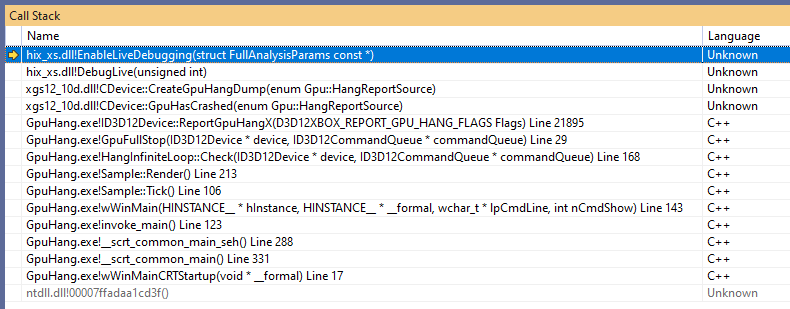 Call Stack
Name Language
hix_xs.dll!EnableLiveDebugging(struct FullAnalysisParams const *) Unknown
hix_xs.dll!DebugLive(unsigned int) Unknown
xgs12_10d.dll!CDevice::CreateGpuHangDump(enum Gpu::HangReportSource) Unknown
xgs12_10d.dll!CDevice::GpuHasCrashed(enum Gpu::HangReportSource) Unknown
GpuHang.exe!ID3D12Device::ReportGpuHangX(D3D12XBOX_REPORT_GPU_HANG_FLAGS Flags) Line 21895 C++
GpuHang.exe!GpuFullStop(ID3D12Device * device, ID3D12CommandQueue * commandQueue) Line 29 C++
GpuHang.exe!HangInfiniteLoop::Check(ID3D12Device * device, ID3D12CommandQueue * commandQueue) Line 168 C++
GpuHang.exe!Sample::Render() Line 213 C++
GpuHang.exe!Sample::Tick() Line 106 C++
GpuHang.exe!wWinMain(HINSTANCE__ * hInstance, HINSTANCE__ * __formal, wchar_t * lpCmdLine, int nCmdShow) Line 143 C++
GpuHang.exe!invoke_main() Line 123 C++
GpuHang.exe!__scrt_common_main_seh() Line 288 C++
GpuHang.exe!__scrt_common_main() Line 331 C++
GpuHang.exe!wWinMainCRTStartup(void * __formal) Line 17 C++
ntdll.dll!00007ffadaa1cd3f() Unknown